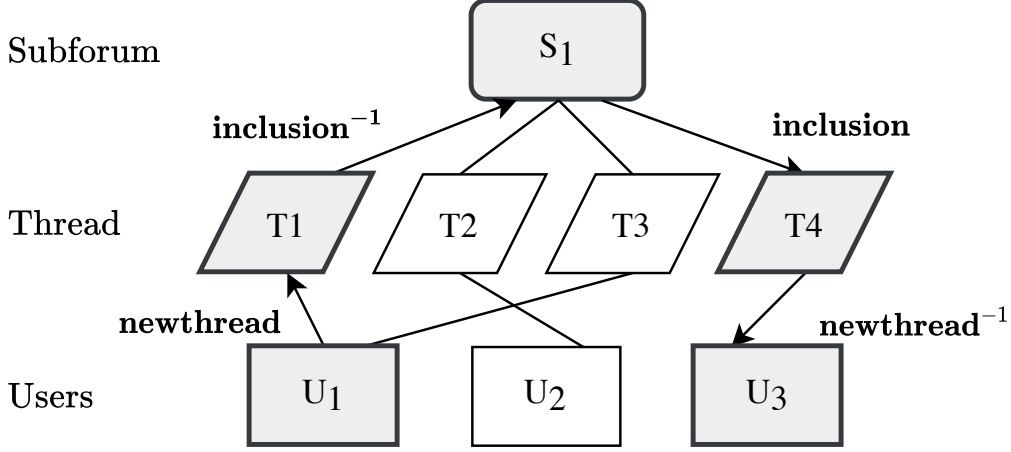 Subforum
S1
inclusion⁻¹
inclusion
Thread
T1
T2
T3
T4
newthread
newthread⁻¹
Users
U1
U2
U3